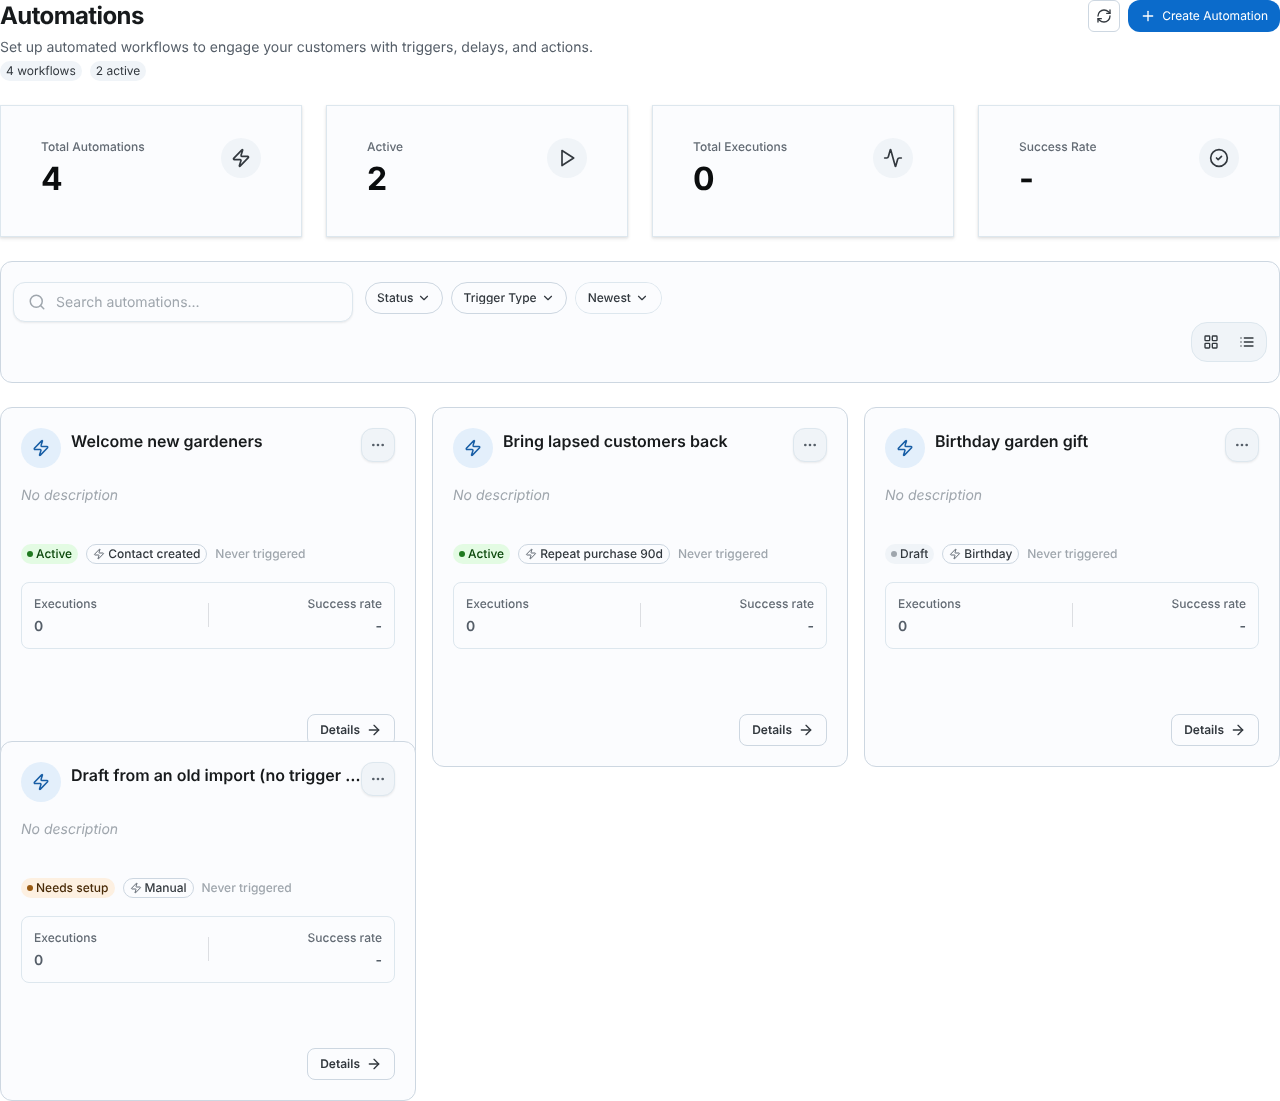 Automations
Create Automation
Set up automated workflows to engage your customers with triggers, delays, and actions.
4 workflows 2 active
Total Automations
4
Active
2
Total Executions
0
Success Rate
-
Search automations...
Status
Trigger Type
Newest
Welcome new gardeners
No description
Active Contact created Never triggered
Executions Success rate
0 -
Details
Bring lapsed customers back
No description
Active Repeat purchase 90d Never triggered
Executions Success rate
0 -
Details
Birthday garden gift
No description
Draft Birthday Never triggered
Executions Success rate
0 -
Details
Draft from an old import (no trigger ...
No description
Needs setup Manual Never triggered
Executions Success rate
0 -
Details